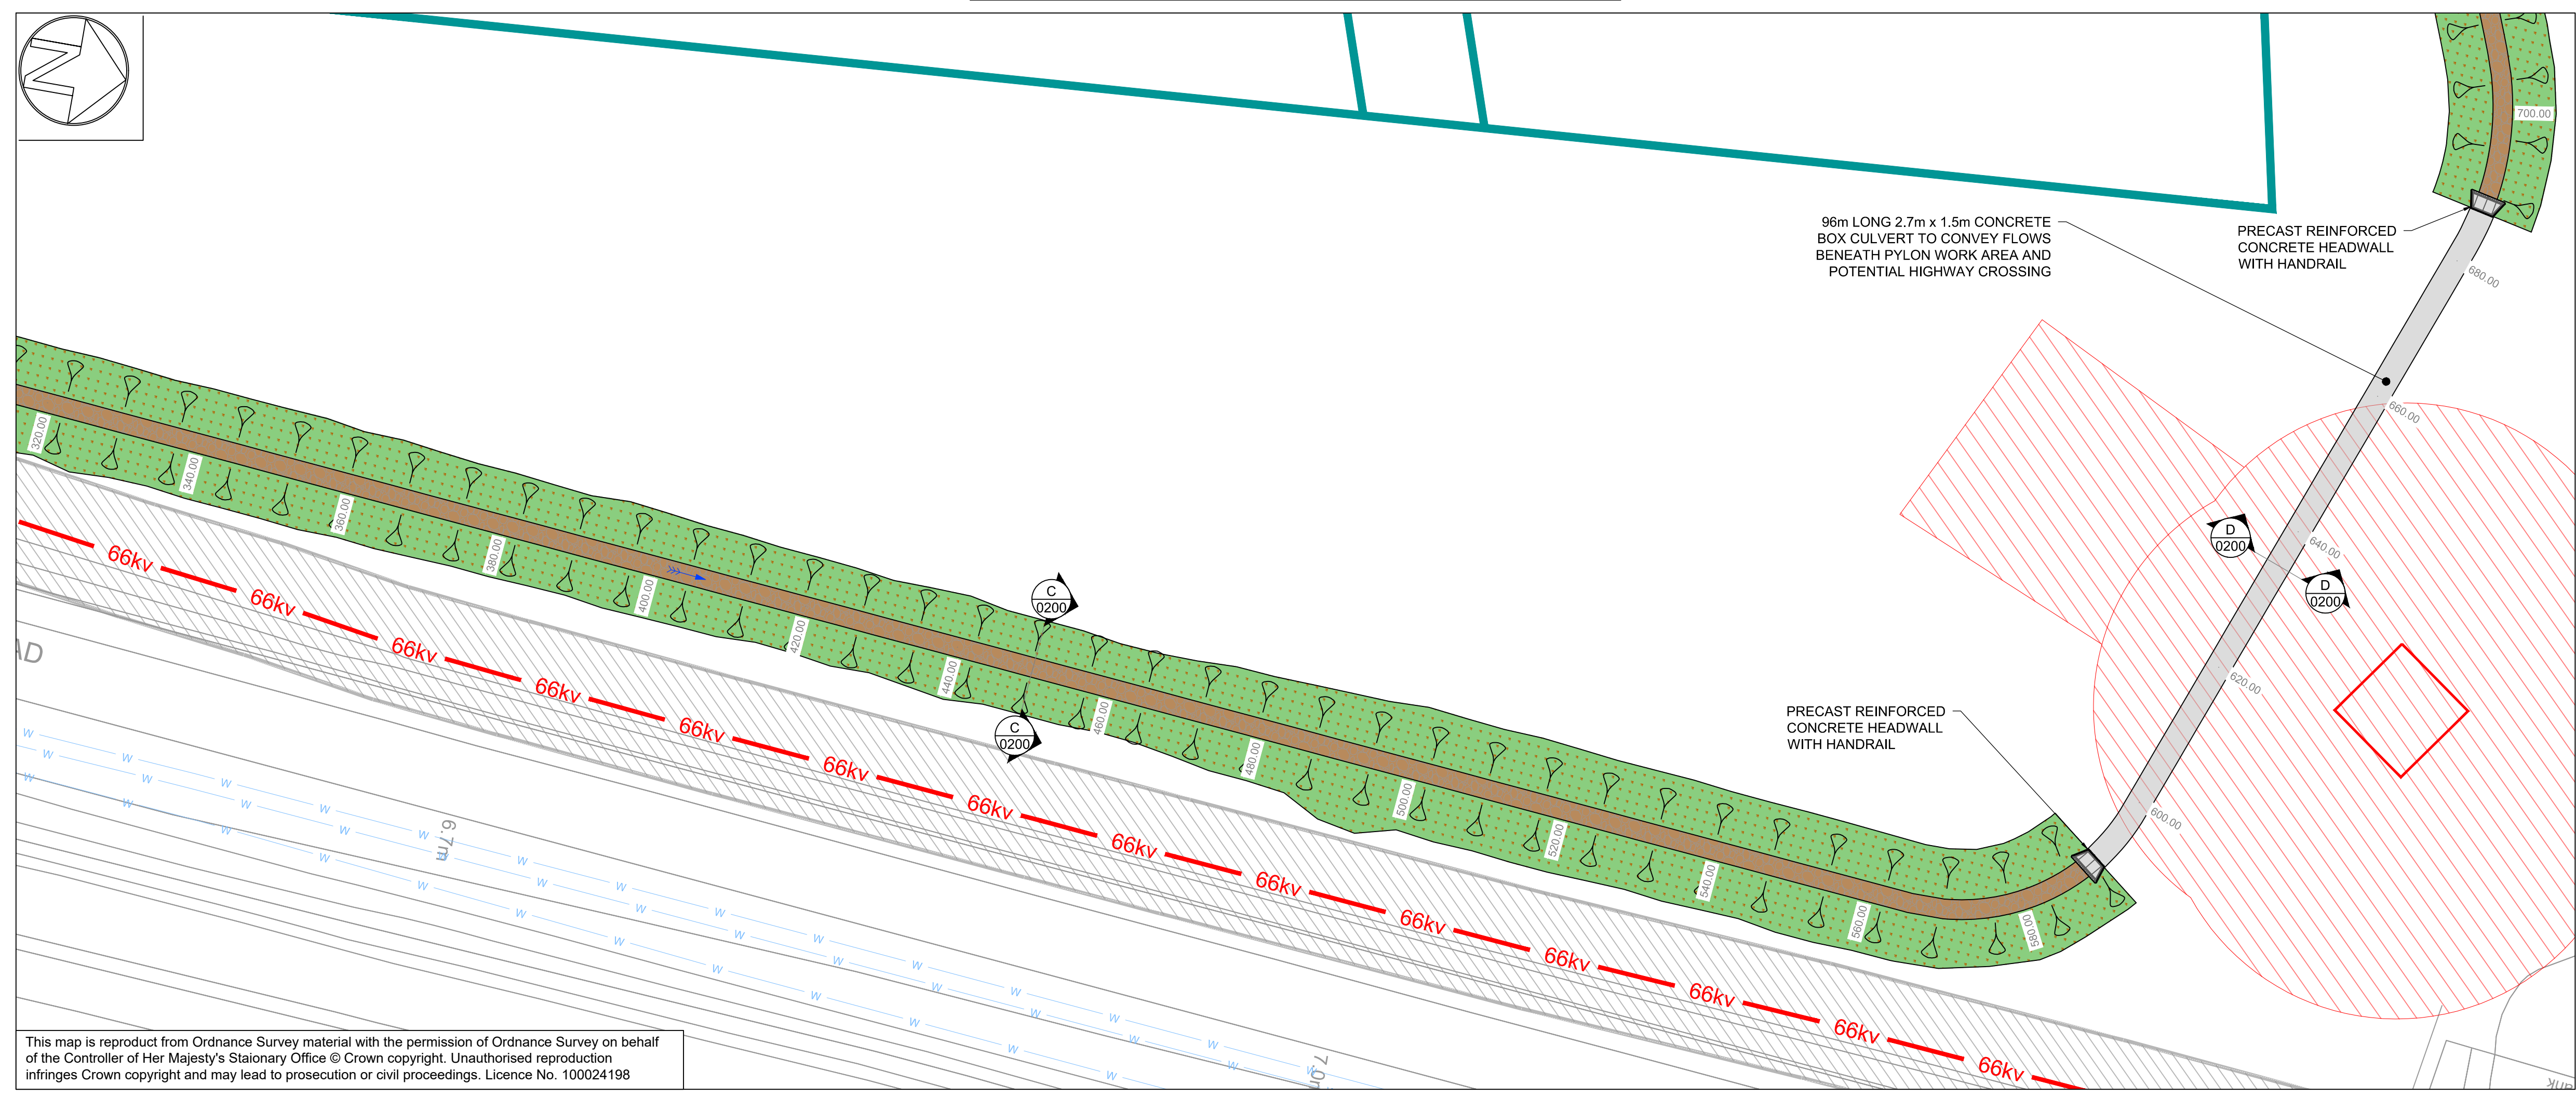 N
700.00
96m LONG 2.7m x 1.5m CONCRETE
BOX CULVERT TO CONVEY FLOWS
BENEATH PYLON WORK AREA AND
POTENTIAL HIGHWAY CROSSING
PRECAST REINFORCED
CONCRETE HEADWALL
WITH HANDRAIL
680.00
660.00
640.00
620.00
600.00
D
0200
D
0200
320.00
340.00
360.00
380.00
400.00
420.00
440.00
460.00
480.00
500.00
520.00
540.00
560.00
580.00
C
0200
C
0200
PRECAST REINFORCED
CONCRETE HEADWALL
WITH HANDRAIL
66kv 66kv 66kv 66kv 66kv 66kv 66kv 66kv 66kv 66kv 66kv 66kv 66kv 66kv
AD
W W W W W W W W W W W W W
W W W W W W W W W W W W W
W W W W W W W W W W W W
6.7m
7.0m
This map is reproduct from Ordnance Survey material with the permission of Ordnance Survey on behalf
of the Controller of Her Majesty's Staionary Office © Crown copyright. Unauthorised reproduction
infringes Crown copyright and may lead to prosecution or civil proceedings. Licence No. 100024198